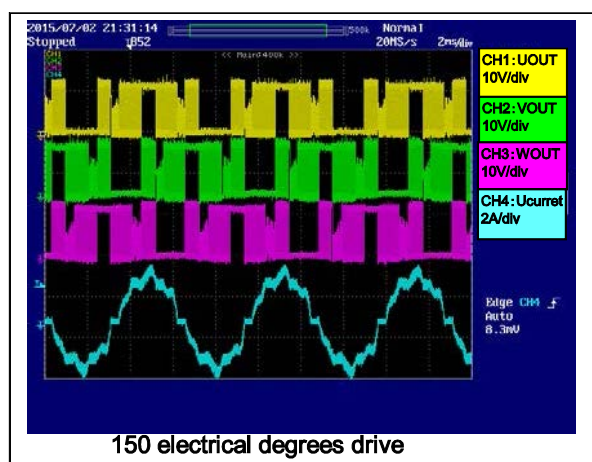 2015/07/02 21:31:14
Normal
Stopped
852
20MS/s 2ms/div
<< Main:400k >>
CH1
CH1:UOUT
10V/div
CH2:VOUT
10V/div
CH3:WOUT
10V/div
CH4:Ucurret
2A/div
Edge CH4
Auto
8.3mV
150 electrical degrees drive